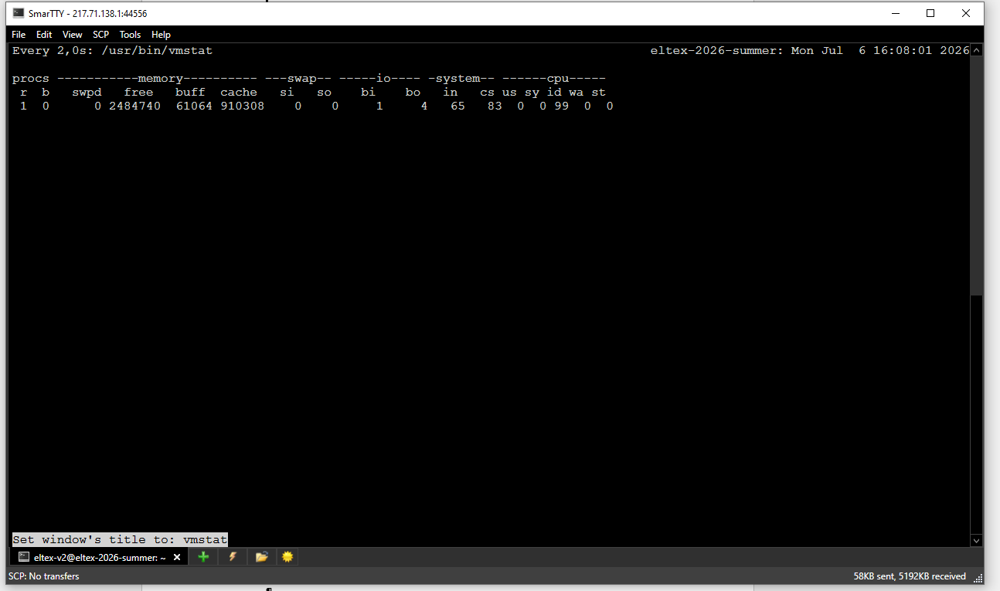 SmarTTY - 217.71.138.1:44556
File Edit View SCP Tools Help
Every 2,0s: /usr/bin/vmstat eltex-2026-summer: Mon Jul  6 16:08:01 2026
procs -----------memory---------- ---swap-- -----io---- -system-- ------cpu-----
 r  b   swpd   free   buff  cache   si   so    bi    bo   in   cs us sy id wa st
 1  0      0 2484740  61064 910308    0    0     1     4   65   83  0  0 99  0  0
Set window's title to: vmstat
eltex-v2@eltex-2026-summer: ~
SCP: No transfers 58KB sent, 5192KB received
¶